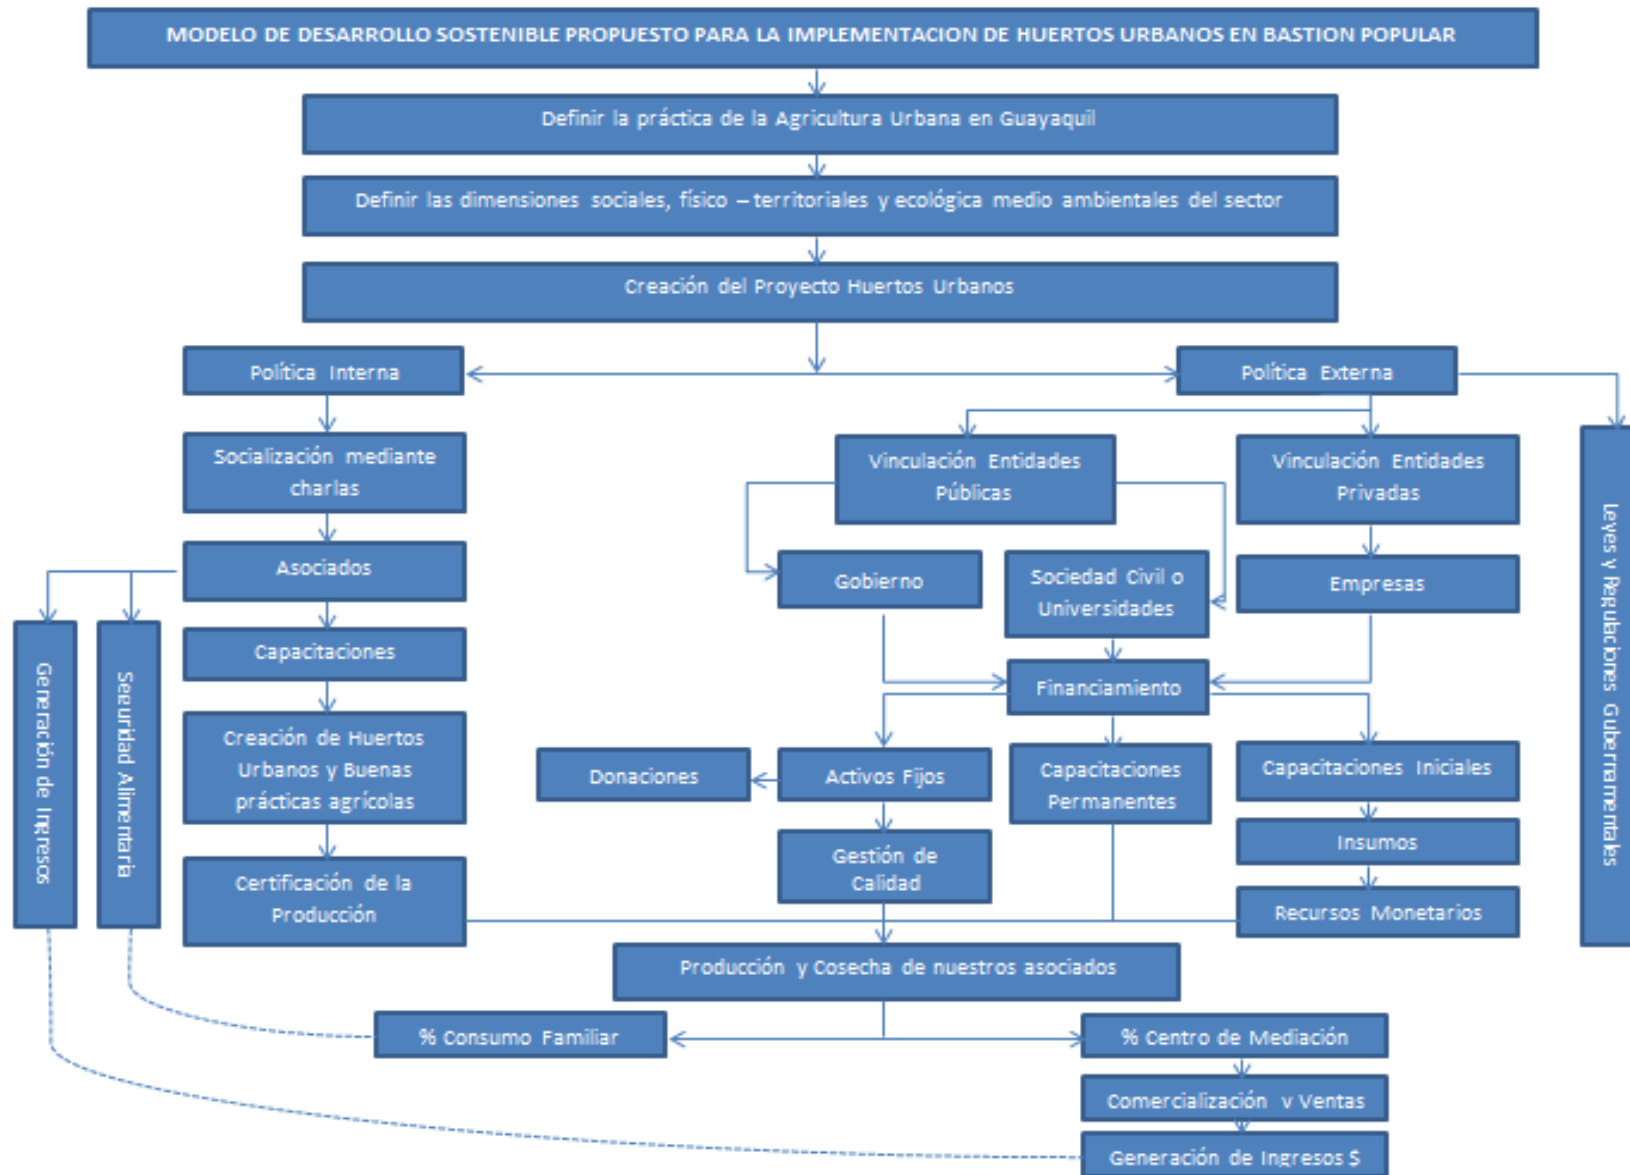 MODELO DE DESARROLLO SOSTENIBLE PROPUESTO PARA LA IMPLEMENTACION DE HUERTOS URBANOS EN BASTION POPULAR
Definir la práctica de la Agricultura Urbana en Guayaquil
Definir las dimensiones sociales, físico – territoriales y ecológica medio ambientales del sector
Creación del Proyecto Huertos Urbanos
Política Interna
Política Externa
Socialización mediante
charlas
Vinculación Entidades
Públicas
Vinculación Entidades
Privadas
Leyes y Regulaciones Gubernamentales
Asociados
Gobierno
Sociedad Civil o
Universidades
Empresas
Generación de Ingresos
Seguridad Alimentaria
Capacitaciones
Financiamiento
Creación de Huertos
Urbanos y Buenas
prácticas agrícolas
Donaciones
Activos Fijos
Capacitaciones
Permanentes
Capacitaciones Iniciales
Insumos
Gestión de
Calidad
Certificación de la
Producción
Recursos Monetarios
Producción y Cosecha de nuestros asociados
% Consumo Familiar
% Centro de Mediación
Comercialización y Ventas
Generación de Ingresos $